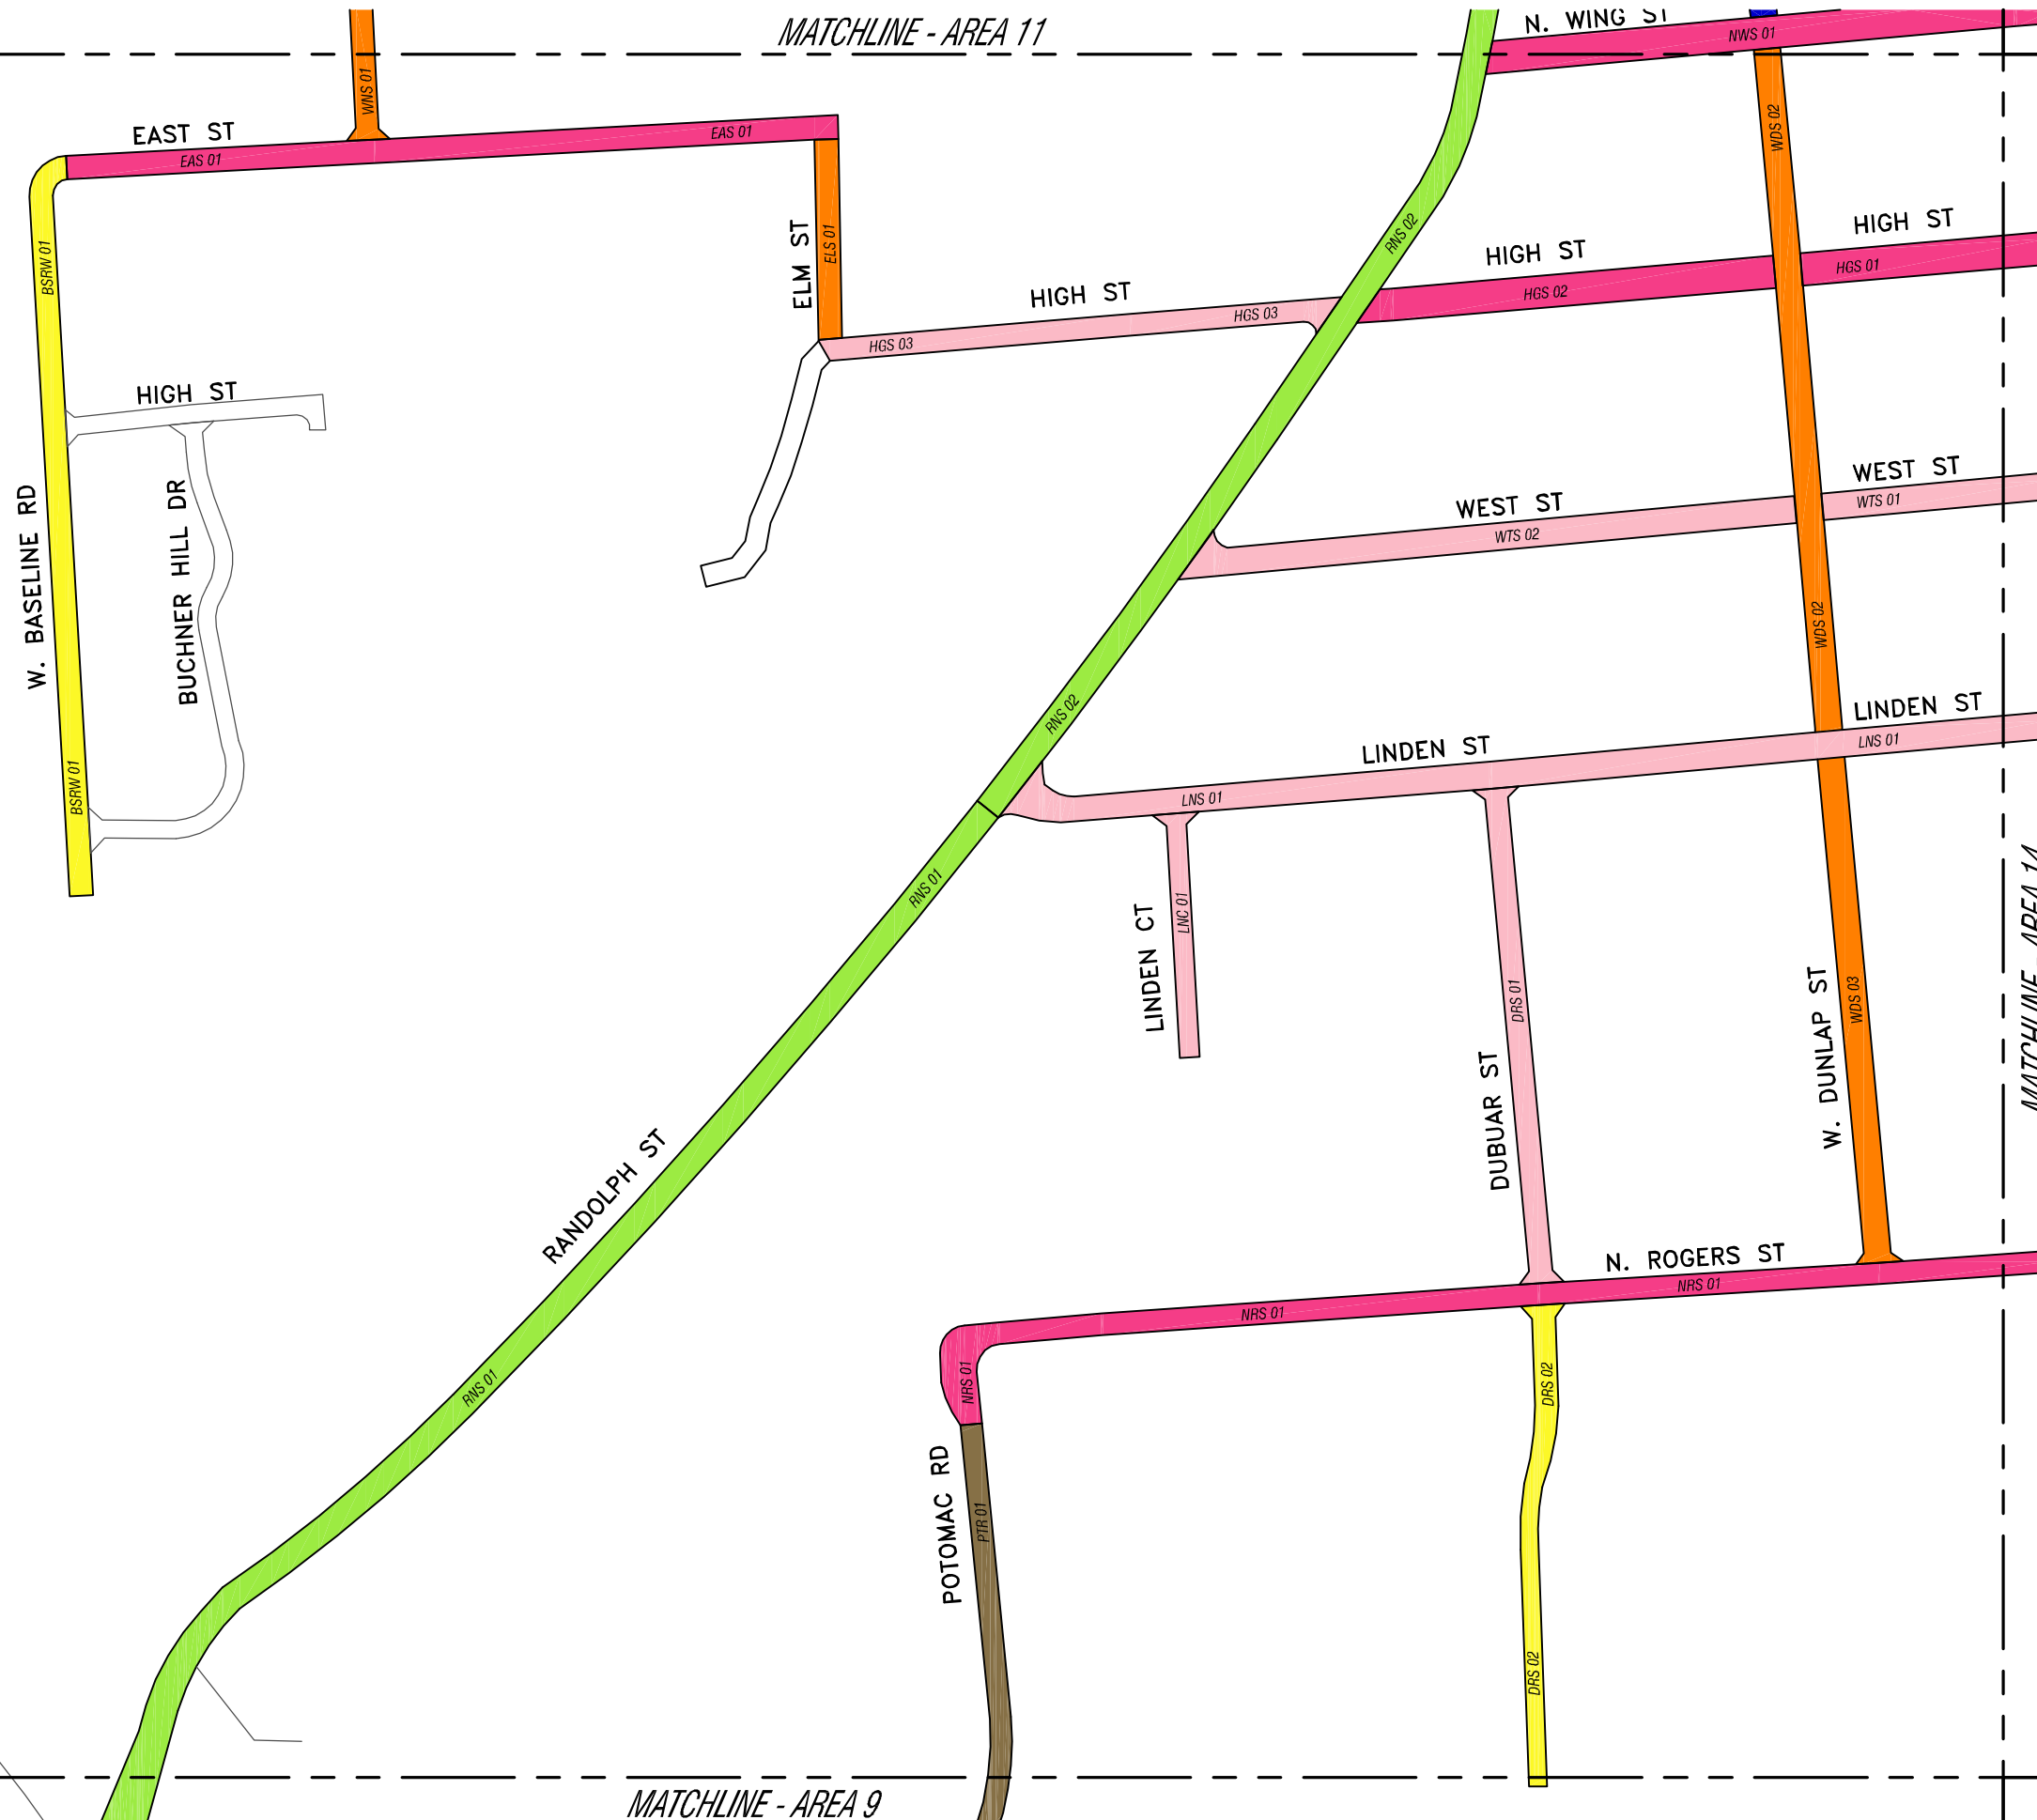 MATCHLINE - AREA 11
N. WING ST
NWS 01
WNS 01
EAST ST
EAS 01
EAS 01
WDS 02
BSRW 01
ELM ST
ELS 01
RNS 02
HIGH ST
HIGH ST
HIGH ST
HGS 01
HGS 02
HGS 03
HGS 03
HIGH ST
W. BASELINE RD
BUCHNER HILL DR
WEST ST
WTS 01
WEST ST
WTS 02
WDS 02
RNS 02
LINDEN ST
LNS 01
LINDEN ST
LNS 01
BSRW 01
RNS 01
LINDEN CT
LNC 01
DRS 01
DUBUAR ST
W. DUNLAP ST
WDS 03
MATCHLINE - AREA 14
RANDOLPH ST
N. ROGERS ST
NRS 01
NRS 01
NRS 01
RNS 01
DRS 02
POTOMAC RD
PTR 01
DRS 02
MATCHLINE - AREA 9